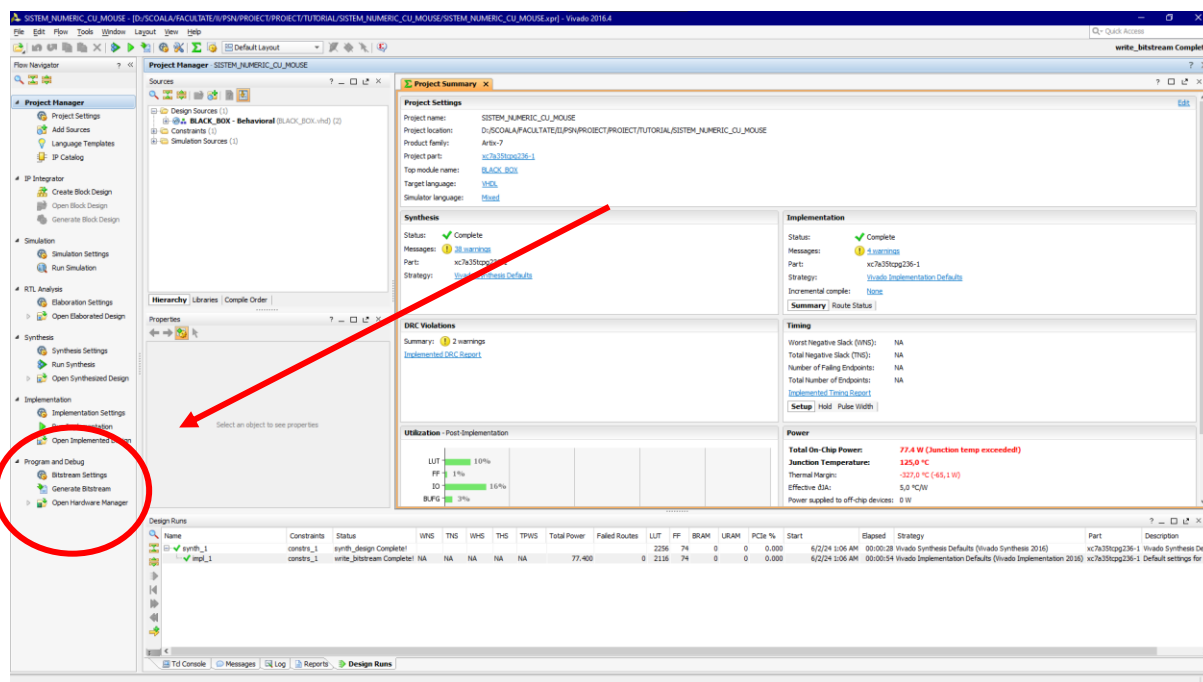 SISTEM_NUMERIC_CU_MOUSE - [D:/SCOALA/FACULTATE/II/PSN/PROIECT/PROIECT/TUTORIAL/SISTEM_NUMERIC_CU_MOUSE/SISTEM_NUMERIC_CU_MOUSE.xpr] - Vivado 2016.4
File Edit Flow Tools Window Layout View Help
Q- Quick Access
Default Layout
write_bitstream Complet
Flow Navigator
Project Manager
Project Settings
Add Sources
Language Templates
IP Catalog
IP Integrator
Create Block Design
Open Block Design
Generate Block Design
Simulation
Simulation Settings
Run Simulation
RTL Analysis
Elaboration Settings
Open Elaborated Design
Synthesis
Synthesis Settings
Run Synthesis
Open Synthesized Design
Implementation
Implementation Settings
Run Implementation
Open Implemented Design
Program and Debug
Bitstream Settings
Generate Bitstream
Open Hardware Manager
Project Manager - SISTEM_NUMERIC_CU_MOUSE
Sources
Design Sources (1)
BLACK_BOX - Behavioral (BLACK_BOX.vhd) (2)
Constraints (1)
Simulation Sources (1)
Hierarchy Libraries Compile Order
Properties
Select an object to see properties
Project Summary
Project Settings Edit
Project name: SISTEM_NUMERIC_CU_MOUSE
Project location: D:/SCOALA/FACULTATE/II/PSN/PROIECT/PROIECT/TUTORIAL/SISTEM_NUMERIC_CU_MOUSE
Product family: Artix-7
Project part: xc7a35tcpg236-1
Top module name: BLACK_BOX
Target language: VHDL
Simulator language: Mixed
Synthesis
Status: Complete
Messages: 38 warnings
Part:
Strategy: Vivado Synthesis Defaults
Implementation
Status: Complete
Messages: 4 warnings
Part: xc7a35tcpg236-1
Strategy: Vivado Implementation Defaults
Incremental compile: None
Summary Route Status
DRC Violations
Summary: 2 warnings
Implemented DRC Report
Timing
Worst Negative Slack (WNS): NA
Total Negative Slack (TNS): NA
Number of Failing Endpoints: NA
Total Number of Endpoints: NA
Implemented Timing Report
Setup Hold Pulse Width
Utilization - Post-Implementation
LUT 10%
FF 1%
IO 16%
BUFG 3%
Power
Total On-Chip Power: 77.4 W (Junction temp exceeded!)
Junction Temperature: 125,0 °C
Thermal Margin: -327,0 °C (-65,1 W)
Effective ϑJA: 5,0 °C/W
Power supplied to off-chip devices: 0 W
Design Runs
Name Constraints Status WNS TNS WHS THS TPWS Total Power Failed Routes LUT FF BRAM URAM PCIe % Start Elapsed Strategy Part Description
synth_1 constrs_1 synth_design Complete! 2256 74 0 0 0.000 6/2/24 1:06 AM 00:00:28 Vivado Synthesis Defaults (Vivado Synthesis 2016) xc7a35tcpg236-1 Vivado Synthesis De
impl_1 constrs_1 write_bitstream Complete! NA NA NA NA NA 77.400 0 2116 74 0 0 0.000 6/2/24 1:06 AM 00:00:54 Vivado Implementation Defaults (Vivado Implementation 2016) xc7a35tcpg236-1 Default settings for
Tcl Console Messages Log Reports Design Runs